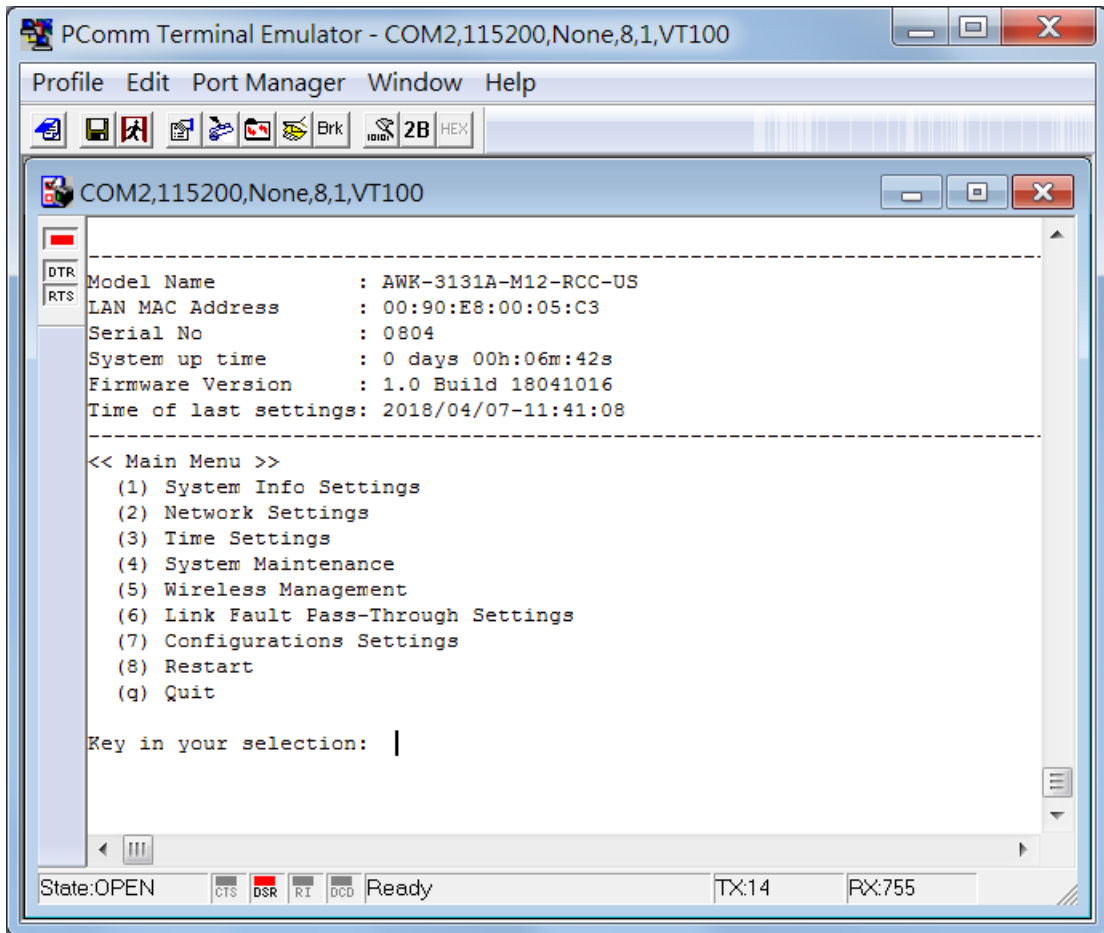 PComm Terminal Emulator - COM2,115200,None,8,1,VT100
Profile Edit Port Manager Window Help
Brk 2B HEX
COM2,115200,None,8,1,VT100
DTR
RTS
--------------------------------------------------------------------------
Model Name : AWK-3131A-M12-RCC-US
LAN MAC Address : 00:90:E8:00:05:C3
Serial No : 0804
System up time : 0 days 00h:06m:42s
Firmware Version : 1.0 Build 18041016
Time of last settings: 2018/04/07-11:41:08
--------------------------------------------------------------------------
<< Main Menu >>
(1) System Info Settings
(2) Network Settings
(3) Time Settings
(4) System Maintenance
(5) Wireless Management
(6) Link Fault Pass-Through Settings
(7) Configurations Settings
(8) Restart
(q) Quit
Key in your selection:
State:OPEN CTS DSR RI DCD Ready TX:14 RX:755